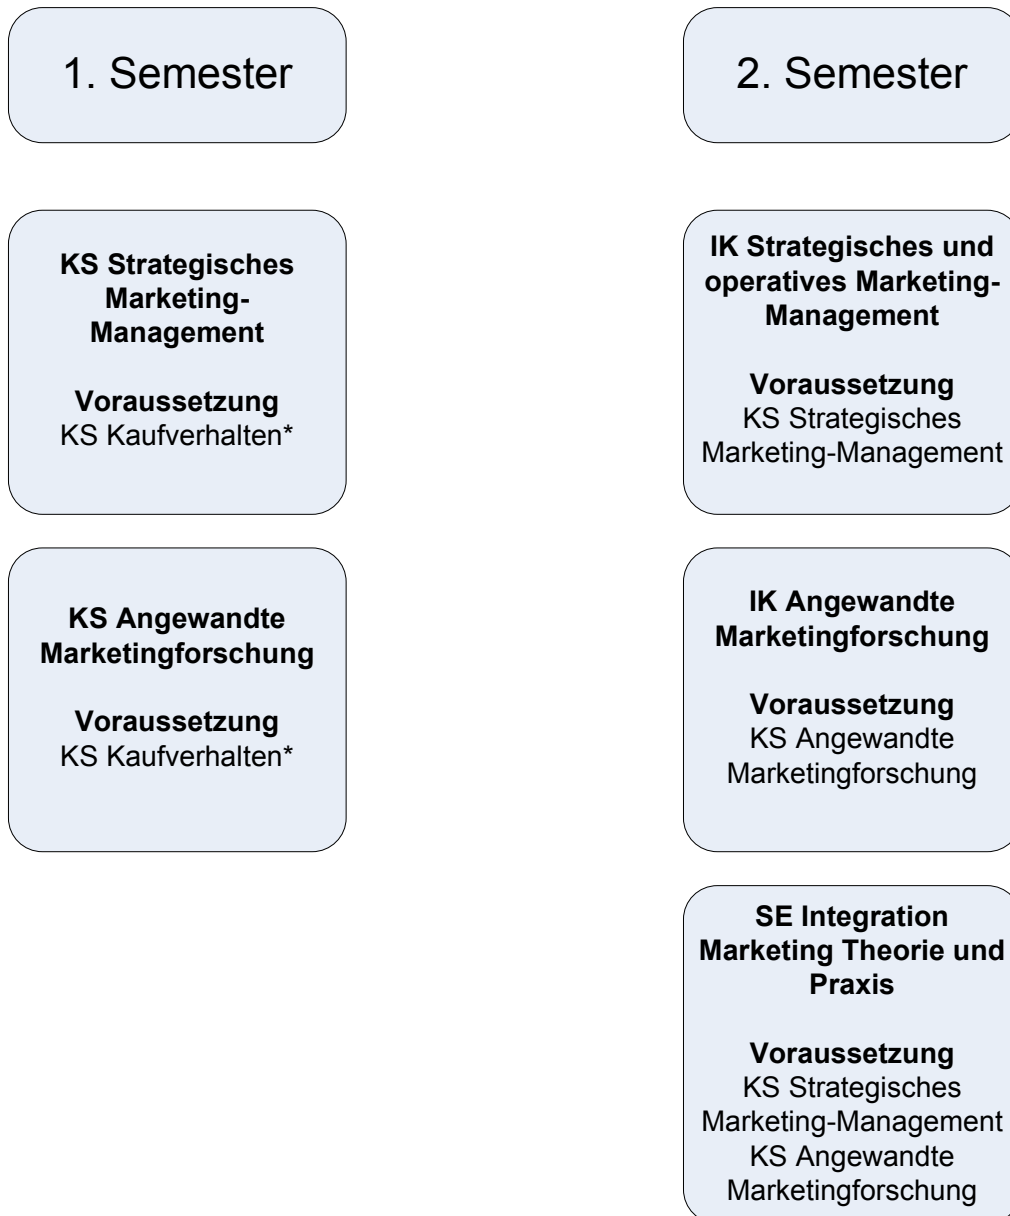 1. Semester
2. Semester
KS Strategisches
Marketing-
Management
Voraussetzung
KS Kaufverhalten*
IK Strategisches und
operatives Marketing-
Management
Voraussetzung
KS Strategisches
Marketing-Management
KS Angewandte
Marketingforschung
Voraussetzung
KS Kaufverhalten*
IK Angewandte
Marketingforschung
Voraussetzung
KS Angewandte
Marketingforschung
SE Integration
Marketing Theorie und
Praxis
Voraussetzung
KS Strategisches
Marketing-Management
KS Angewandte
Marketingforschung